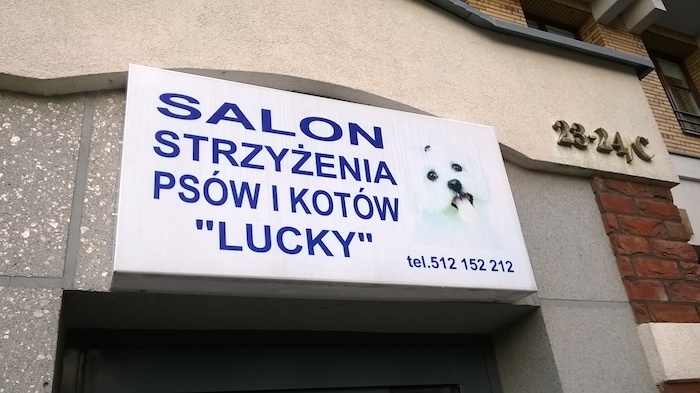 SALON
STRZYŻENIA
PSÓW I KOTÓW
"LUCKY"
tel.512 152 212
23-24,C